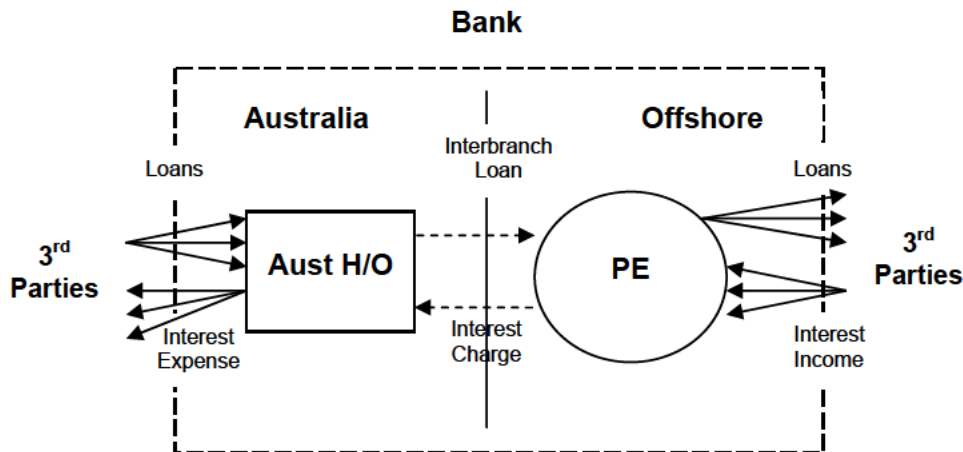 Bank
Australia
Offshore
Loans
Interbranch
Loan
Loans
3rd
Parties
Aust H/O
PE
3rd
Parties
Interest
Expense
Interest
Charge
Interest
Income